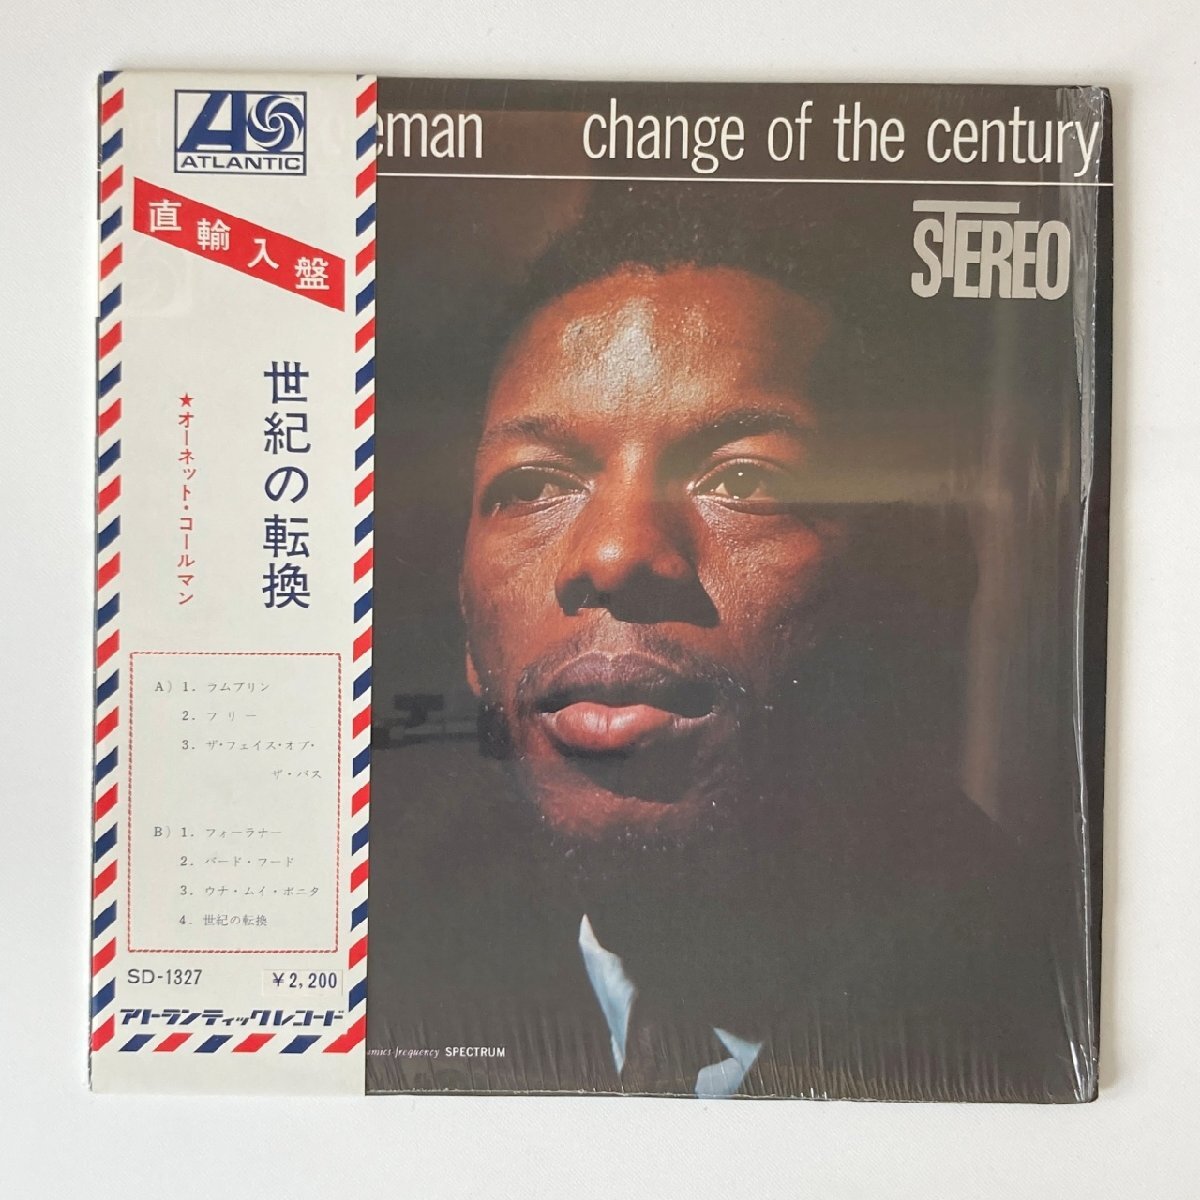 ATLANTIC
直輸入盤
世紀の転換
★オーネット・コールマン
A) 1. ラムブリン
2. フリー
3. ザ・フェイス・オブ・
ザ・バス
B) 1. フォーラナー
2. バード・フード
3. ウナ・ムイ・ボニタ
4. 世紀の転換
SD-1327
¥2,200
アトランティックレコード
eman change of the century
STEREO
frequency SPECTRUM